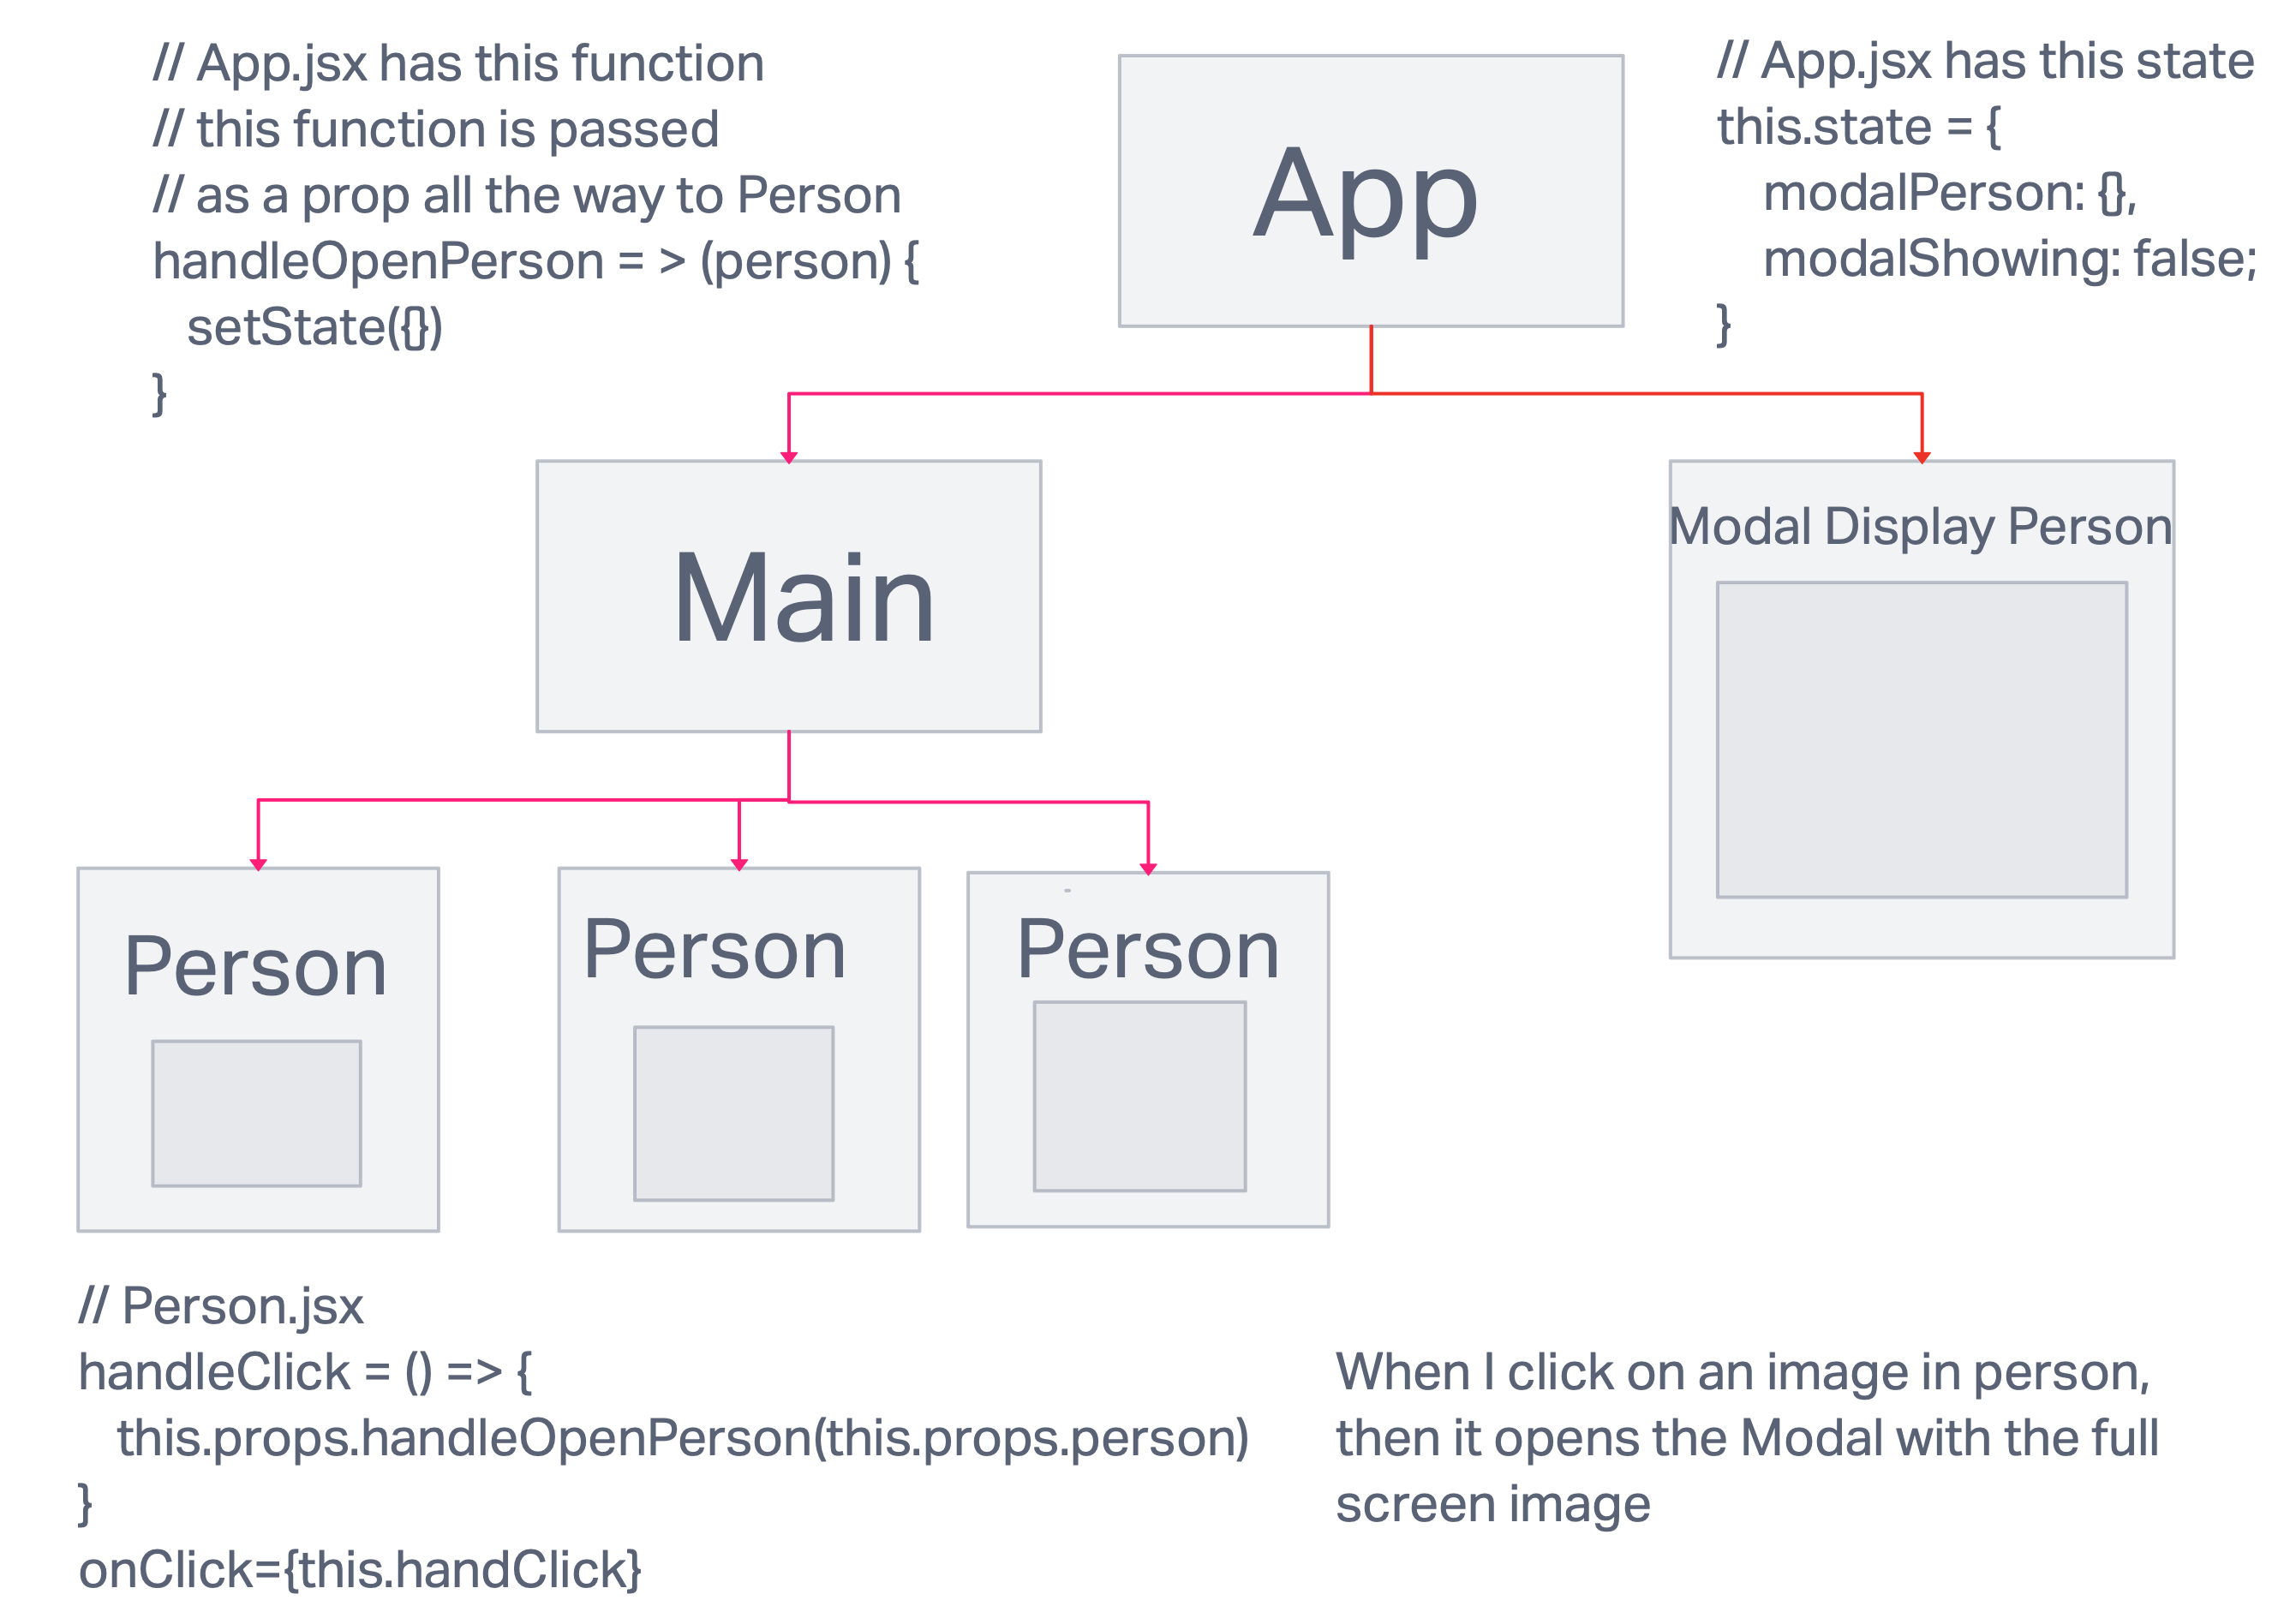 // App.jsx has this function
// this function is passed
// as a prop all the way to Person
handleOpenPerson = > (person) {
setState({})
}
App
// App.jsx has this state
this.state = {
modalPerson: {},
modalShowing: false;
}
Main
Modal Display Person
Person
Person
Person
// Person.jsx
handleClick = () => {
this.props.handleOpenPerson(this.props.person)
}
onClick={this.handClick}
When I click on an image in person,
then it opens the Modal with the full
screen image